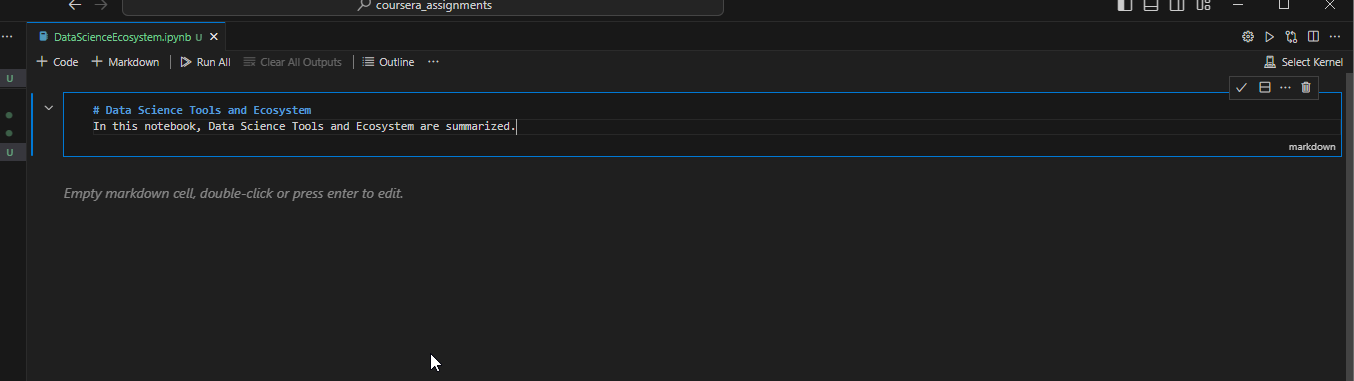 coursera_assignments
DataScienceEcosystem.ipynb U
+ Code + Markdown Run All Clear All Outputs Outline ...
Select Kernel
U
# Data Science Tools and Ecosystem
In this notebook, Data Science Tools and Ecosystem are summarized.
markdown
U
Empty markdown cell, double-click or press enter to edit.